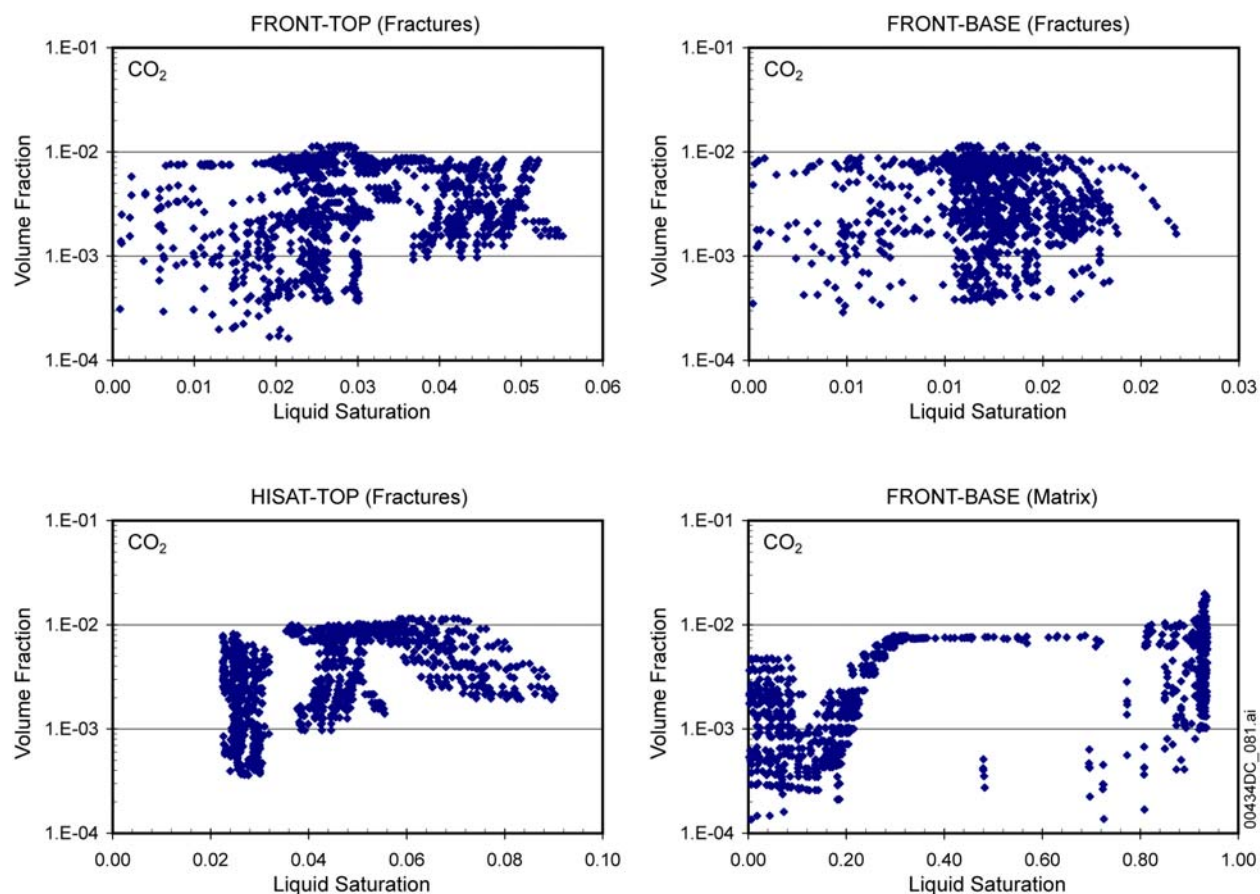 FRONT-TOP (Fractures)
1.E-01
CO₂
1.E-02
1.E-03
1.E-04
Volume Fraction
0.00 0.01 0.02 0.03 0.04 0.05 0.06
Liquid Saturation
FRONT-BASE (Fractures)
1.E-01
CO₂
1.E-02
1.E-03
1.E-04
Volume Fraction
0.00 0.01 0.01 0.02 0.02 0.03
Liquid Saturation
HISAT-TOP (Fractures)
1.E-01
CO₂
1.E-02
1.E-03
1.E-04
Volume Fraction
0.00 0.02 0.04 0.06 0.08 0.10
Liquid Saturation
FRONT-BASE (Matrix)
1.E-01
CO₂
1.E-02
1.E-03
1.E-04
Volume Fraction
0.00 0.20 0.40 0.60 0.80 1.00
Liquid Saturation
00434DC_081.ai